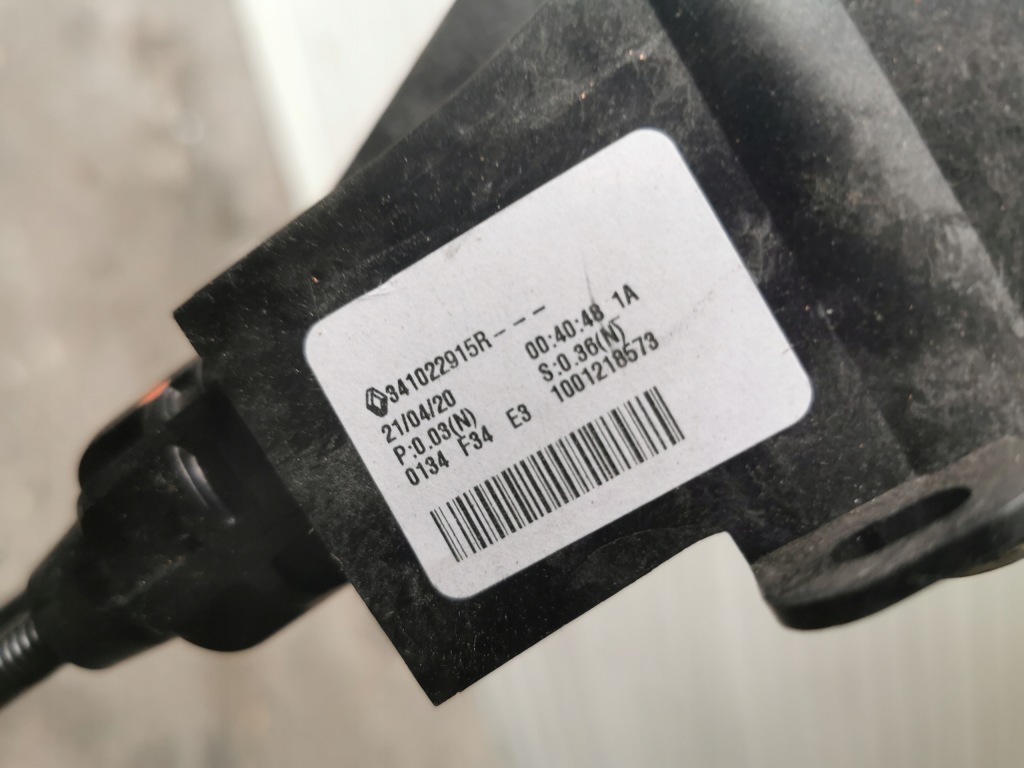 341022915R---
21/04/20 00:40:48 1A
P:0.03(N) S:0.36(N)
0134 F34 E3 1001218573